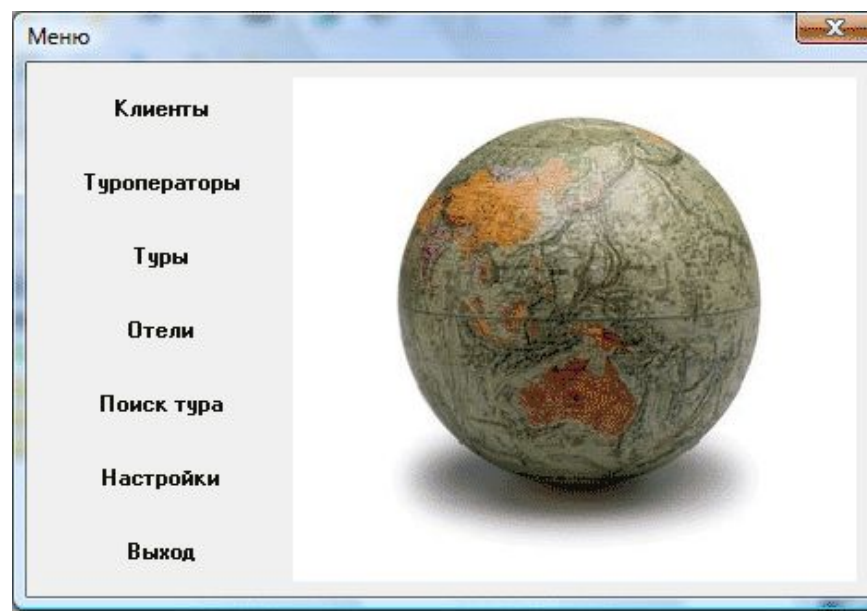 Меню
Клиенты
Туроператоры
Туры
Отели
Поиск тура
Настройки
Выход